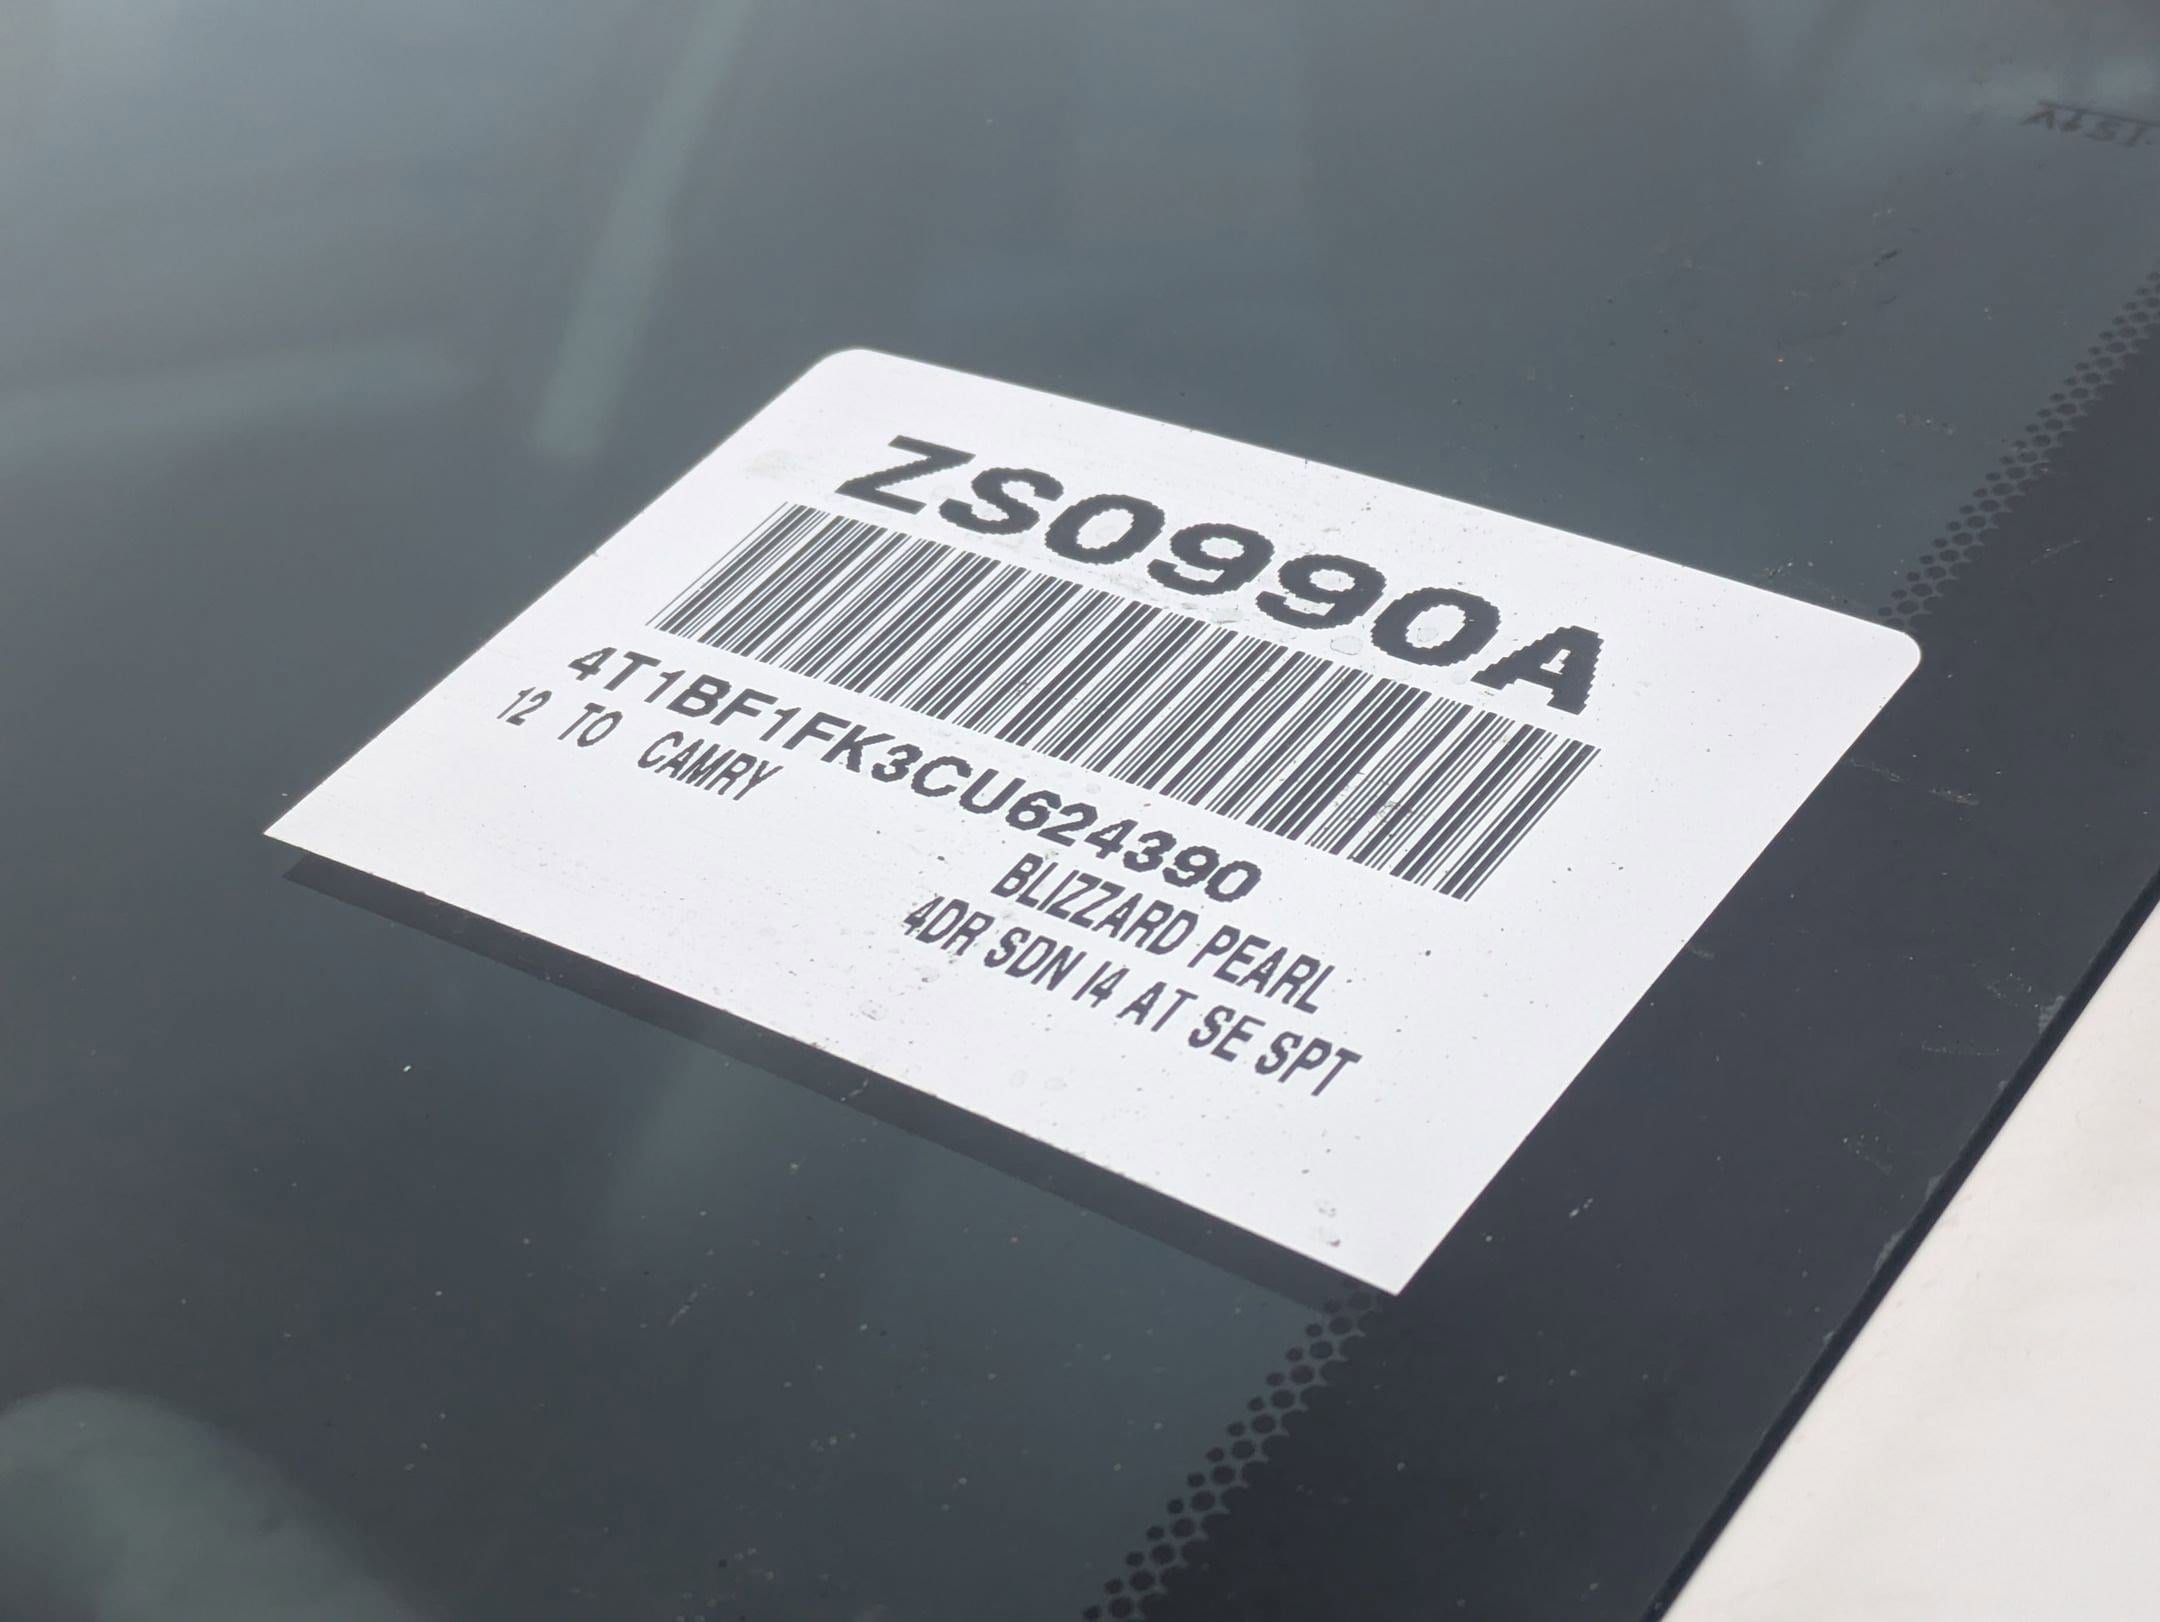 ZS0990A
4T1BF1FK3CU624390
12 TO CAMRY
BLIZZARD PEARL
4DR SDN I4 AT SE SPT